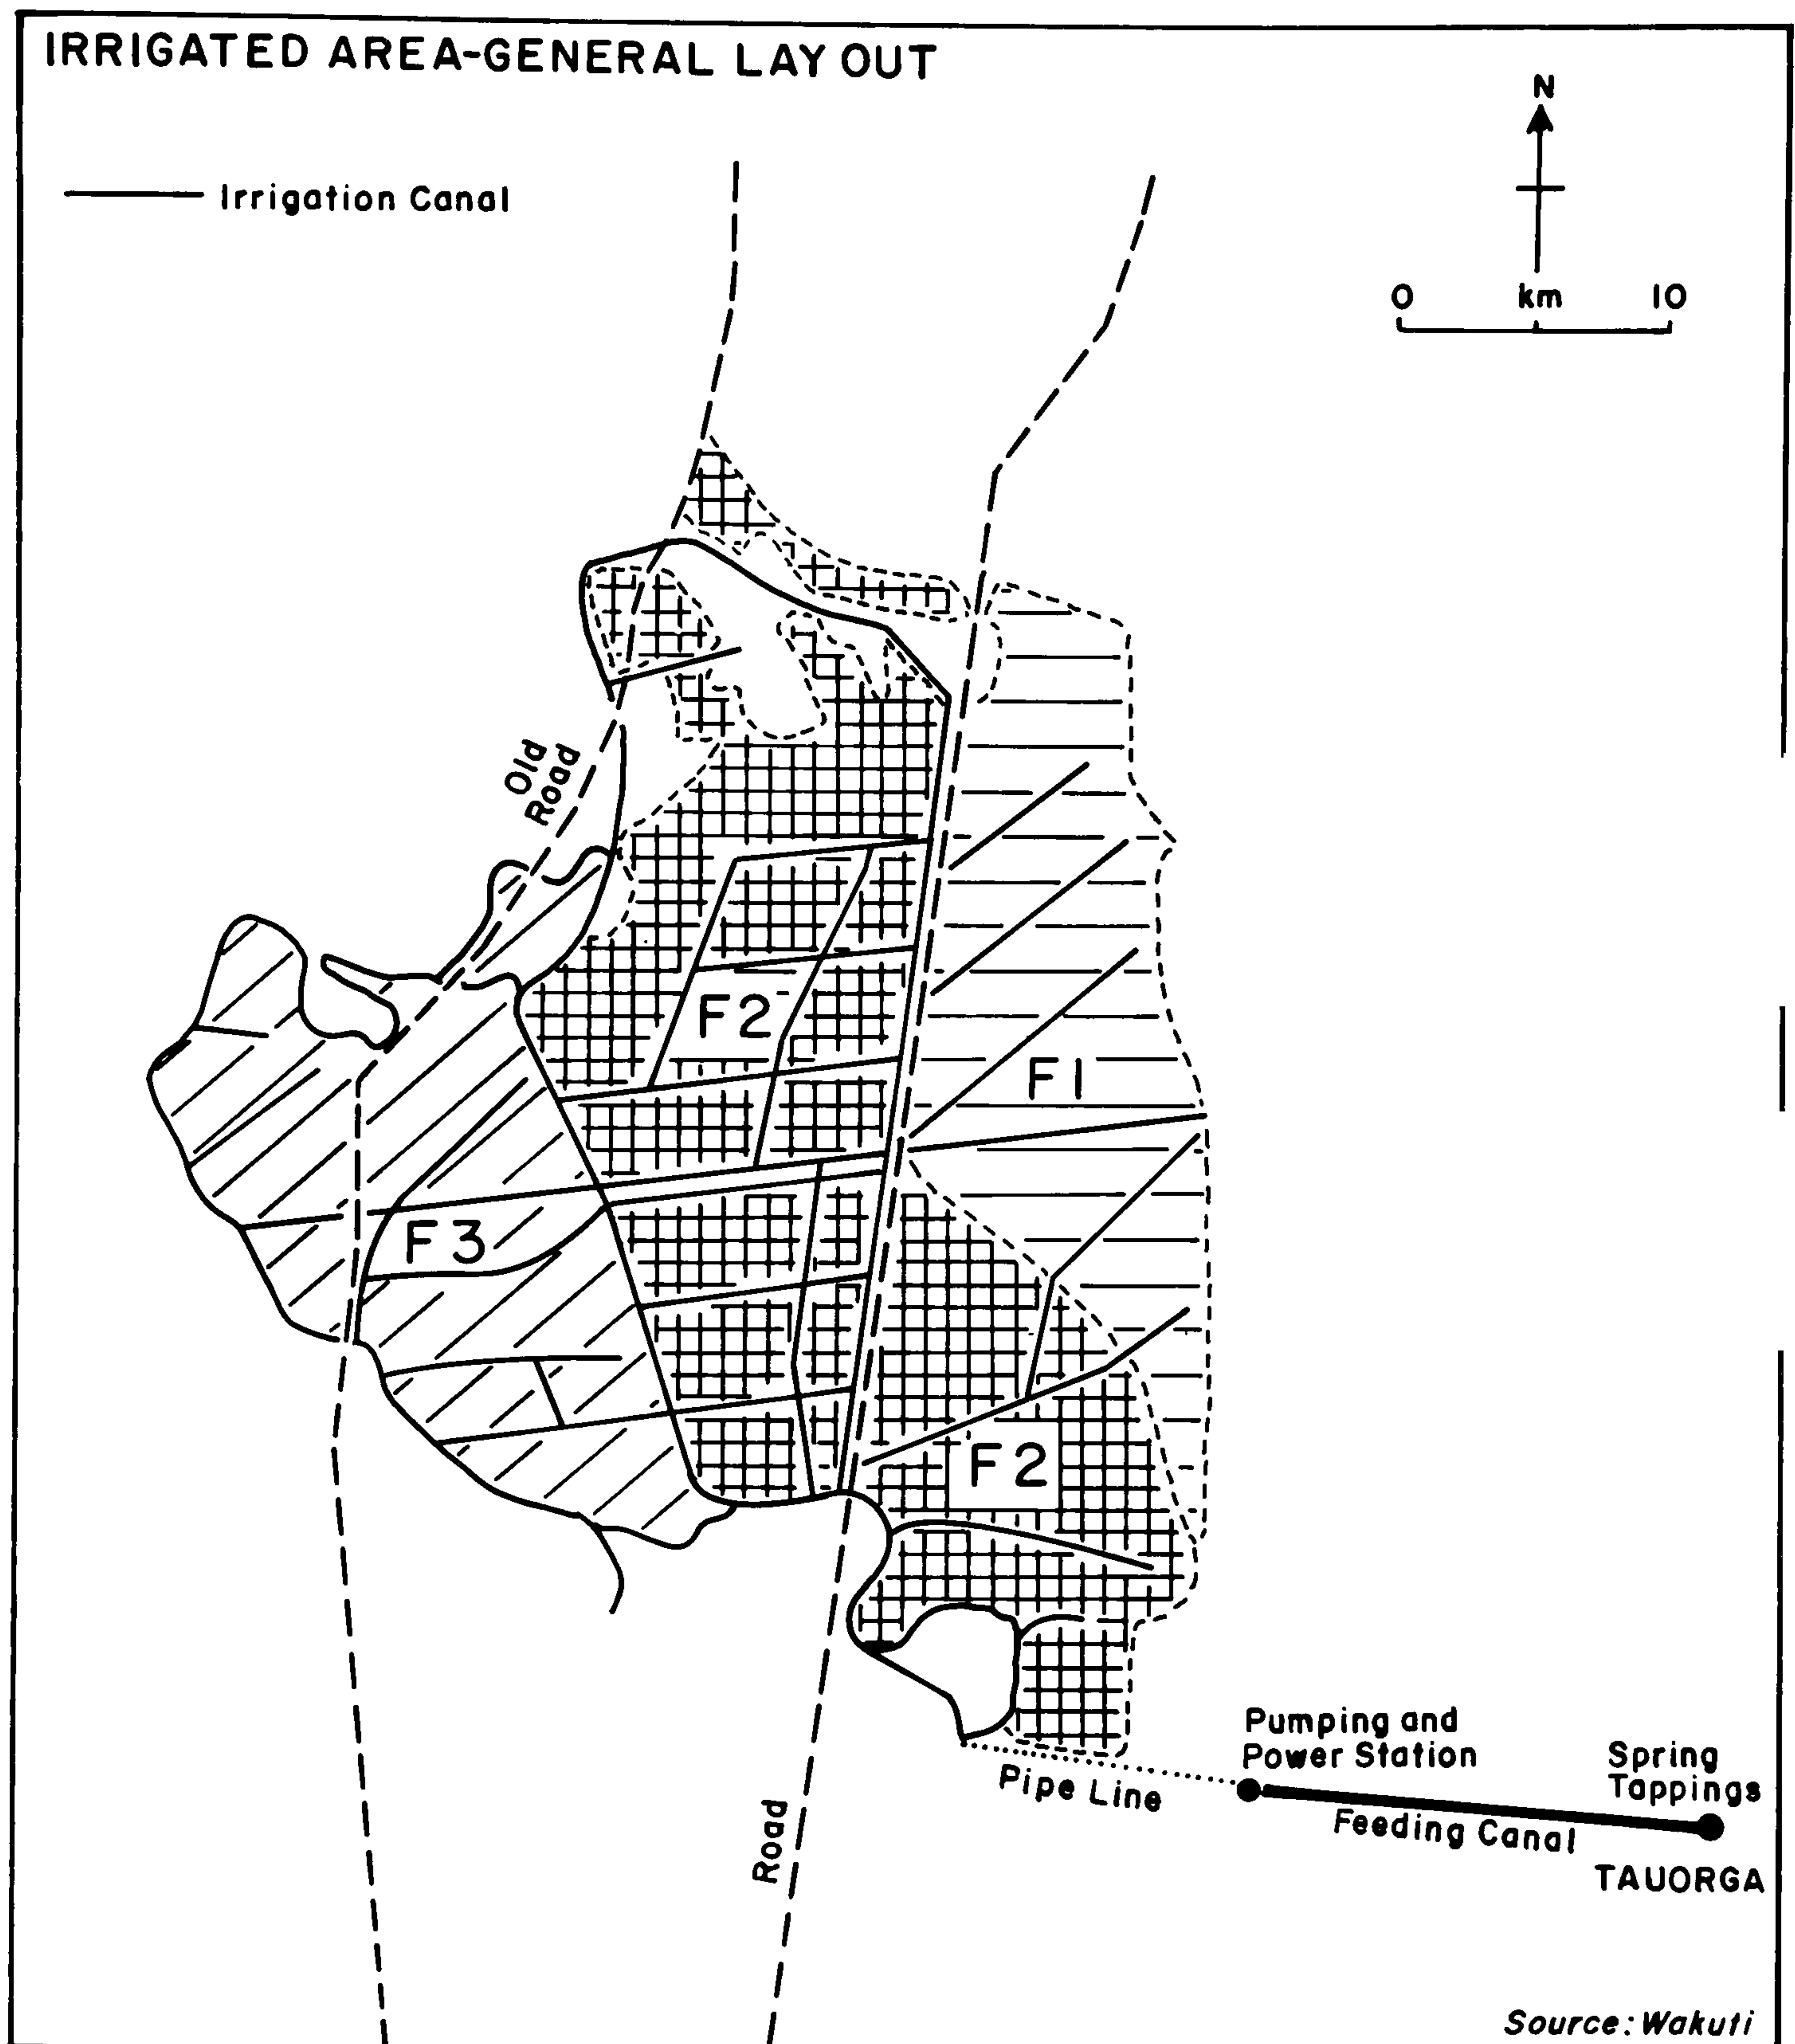 IRRIGATED AREA-GENERAL LAY OUT
N
Irrigation Canal
0 km 10
Old
Road
F2
F1
F3
F2
Pumping and
Power Station
Spring
Tappings
Pipe Line
Feeding Canal
Road
TAUORGA
Source: Wakuti